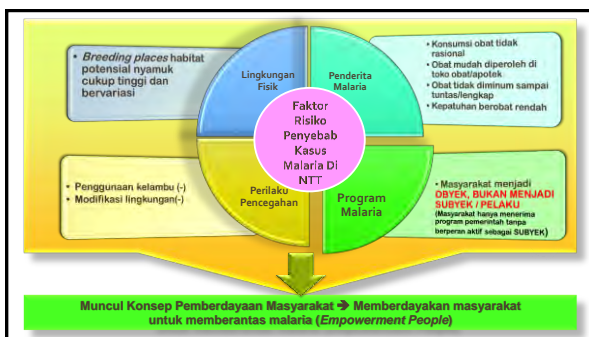 • Breeding places habitat
potensial nyamuk
cukup tinggi dan
bervariasi
Lingkungan
Fisik
Penderita
Malaria
• Konsumsi obat tidak
rasional
• Obat mudah diperoleh di
toko obat/apotek
• Obat tidak diminum sampai
tuntas/lengkap
• Kepatuhan berobat rendah
Faktor
Risiko
Penyebab
Kasus
Malaria Di
NTT
• Penggunaan kelambu (-)
• Modifikasi lingkungan(-)
Perilaku
Pencegahan
Program
Malaria
• Masyarakat menjadi
OBYEK, BUKAN MENJADI
SUBYEK / PELAKU
(Masyarakat hanya menerima
program pemerintah tanpa
berperan aktif sebagai SUBYEK)
Muncul Konsep Pemberdayaan Masyarakat ➔ Memberdayakan masyarakat
untuk memberantas malaria (Empowerment People)